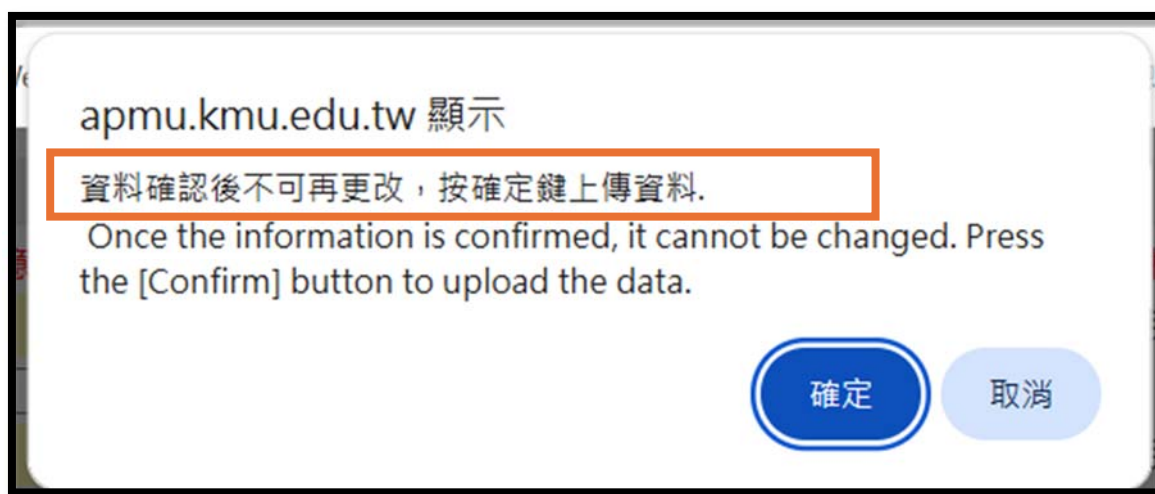 apmu.kmu.edu.tw 顯示
資料確認後不可再更改，按確定鍵上傳資料.
Once the information is confirmed, it cannot be changed. Press
the [Confirm] button to upload the data.
確定 取消